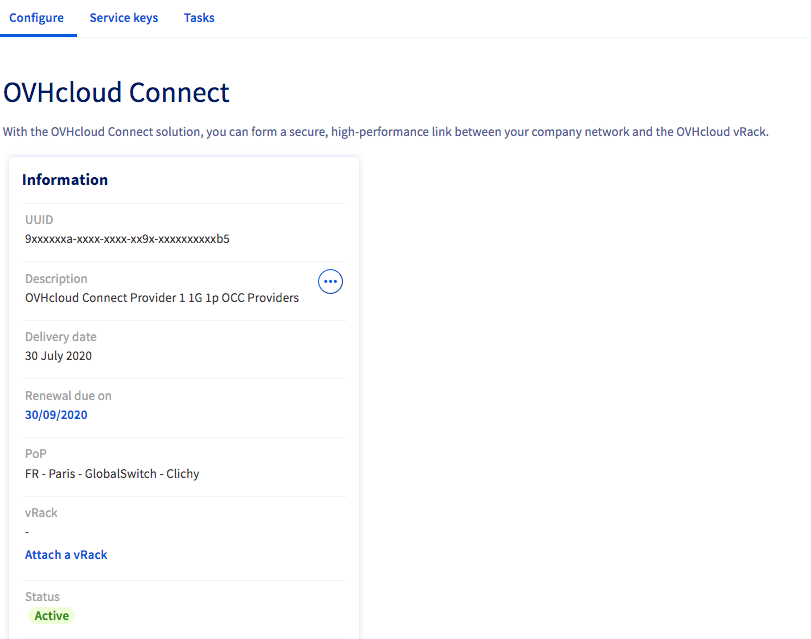 Configure Service keys Tasks
OVHcloud Connect
With the OVHcloud Connect solution, you can form a secure, high-performance link between your company network and the OVHcloud vRack.
Information
UUID
9xxxxxxa-xxxx-xxxx-xx9x-xxxxxxxxxxb5
Description
OVHcloud Connect Provider 1 1G 1p OCC Providers
Delivery date
30 July 2020
Renewal due on
30/09/2020
PoP
FR - Paris - GlobalSwitch - Clichy
vRack
-
Attach a vRack
Status
Active